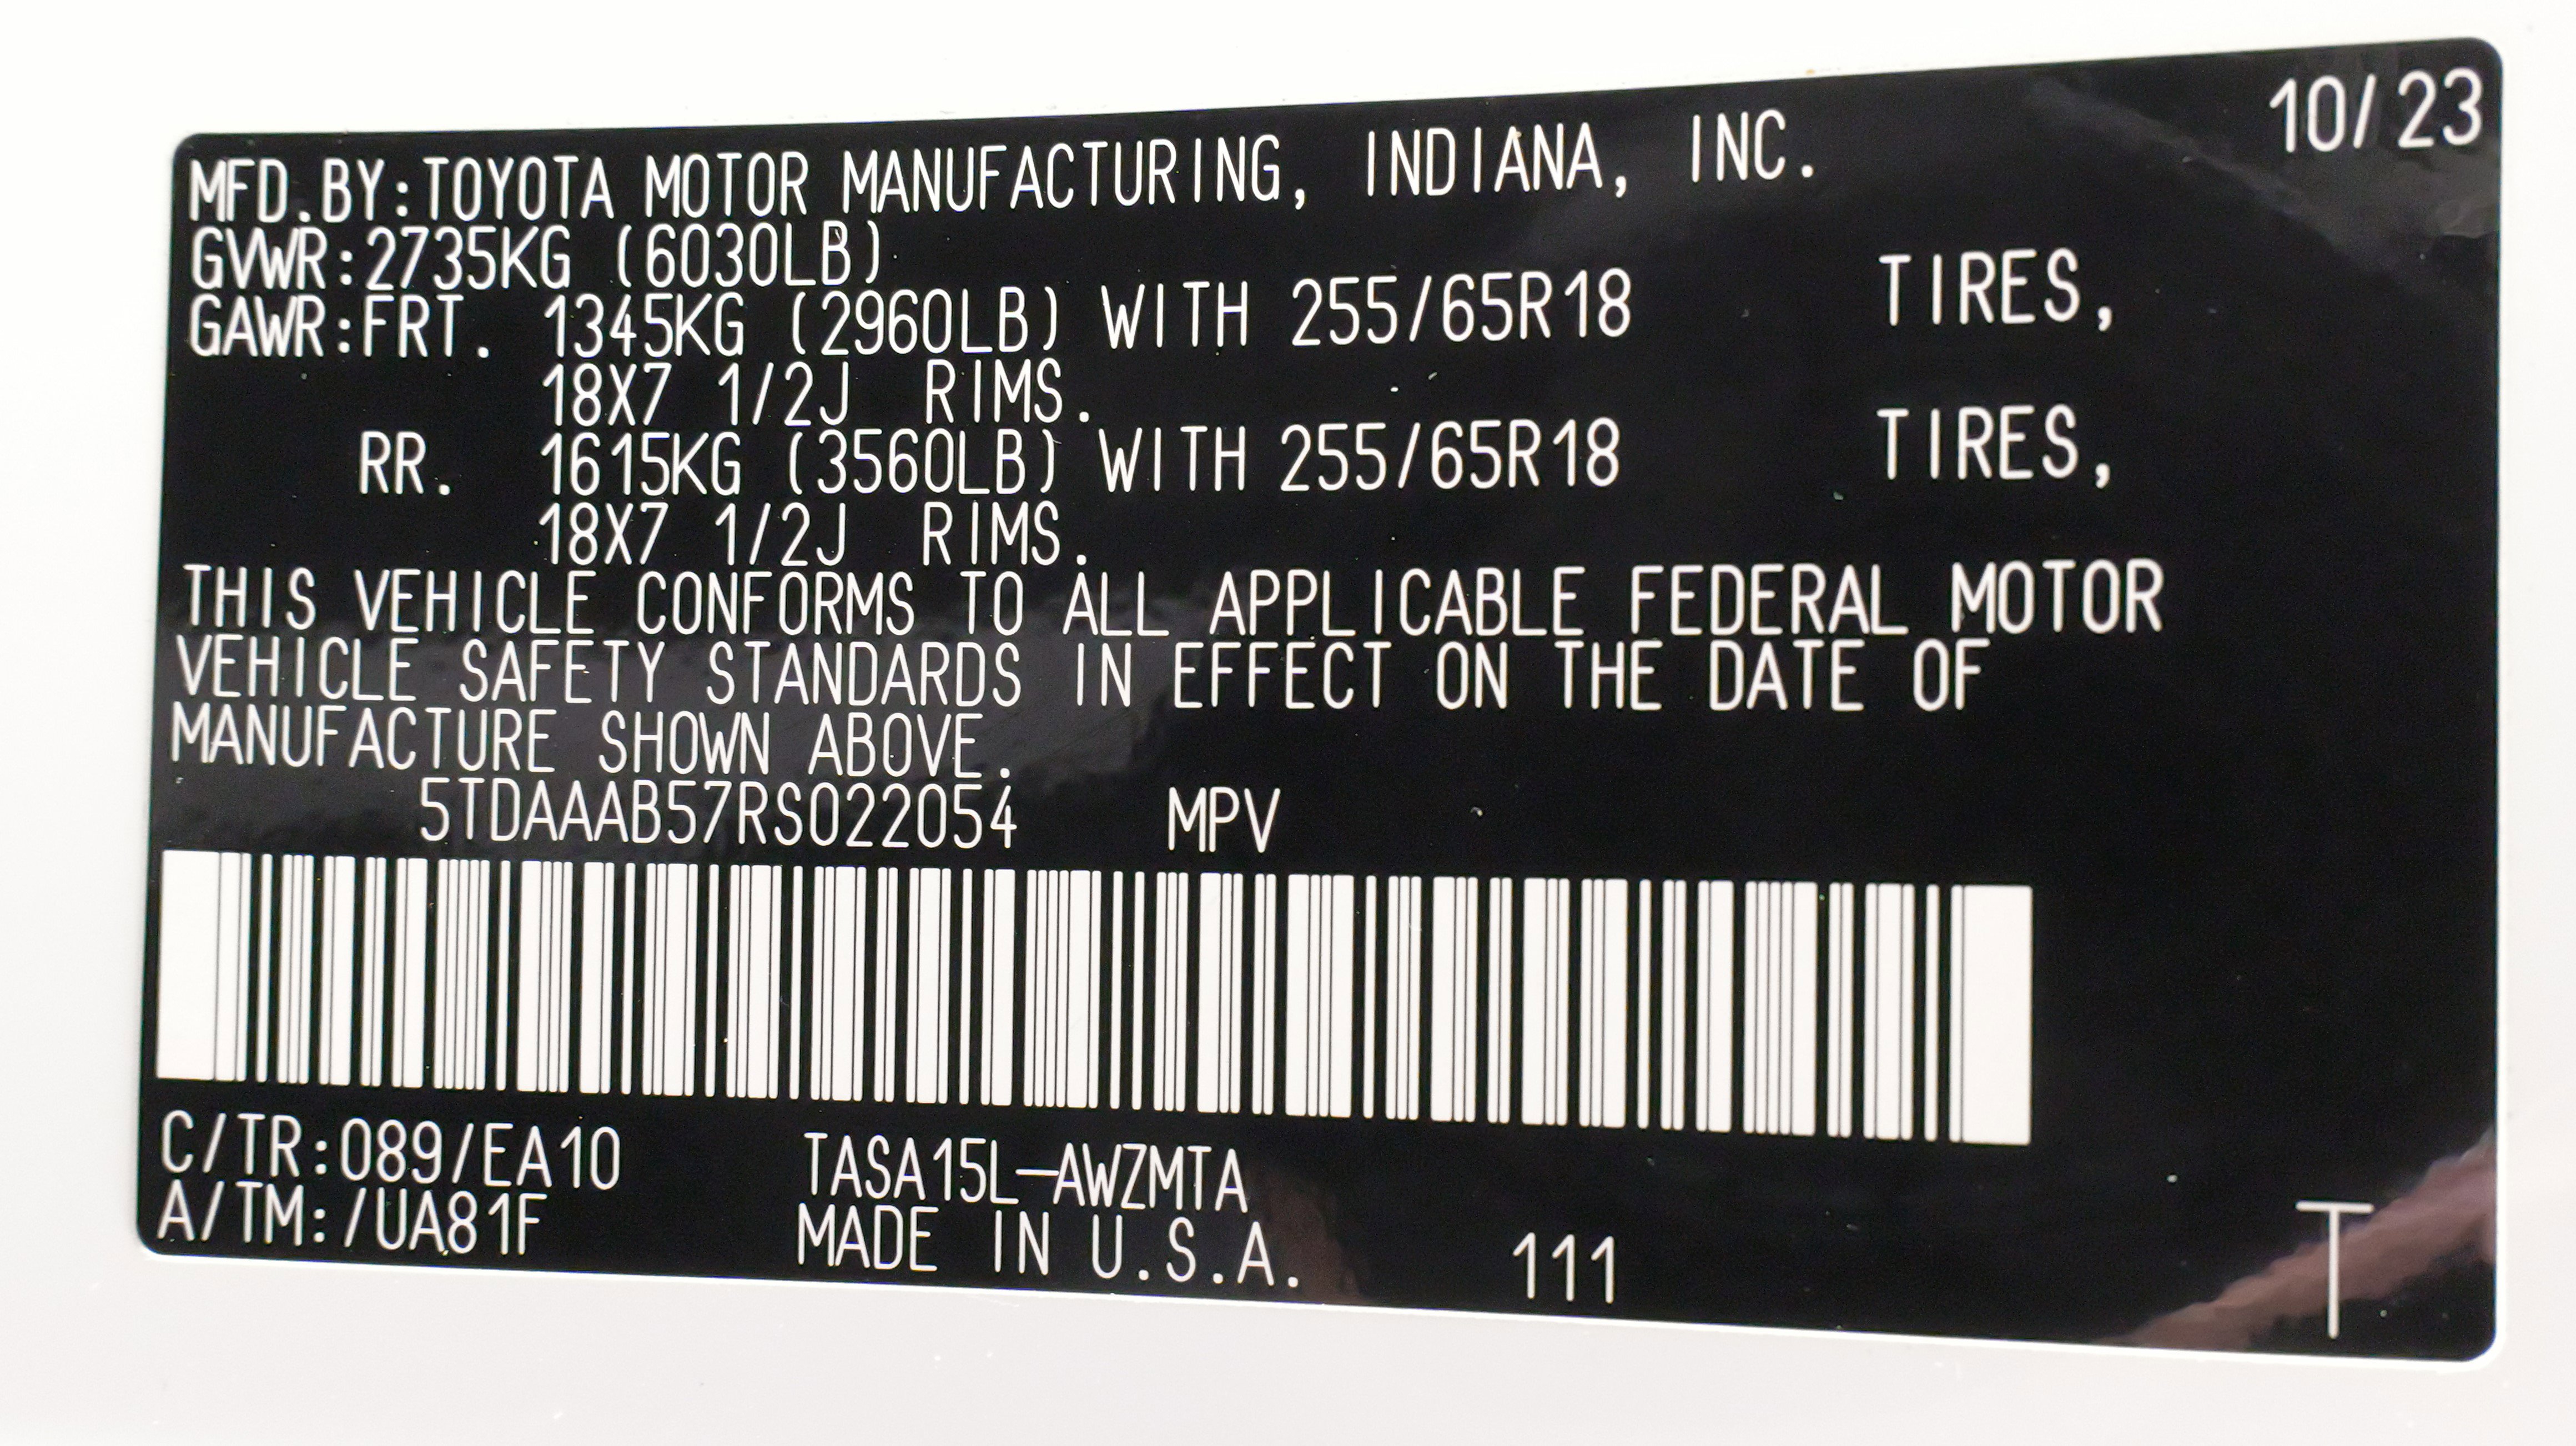 10/23
MFD.BY:TOYOTA MOTOR MANUFACTURING, INDIANA, INC.
GVWR:2735KG (6030LB)
GAWR:FRT. 1345KG (2960LB) WITH 255/65R18 TIRES,
18X7 1/2J RIMS.
RR. 1615KG (3560LB) WITH 255/65R18 TIRES,
18X7 1/2J RIMS.
THIS VEHICLE CONFORMS TO ALL APPLICABLE FEDERAL MOTOR
VEHICLE SAFETY STANDARDS IN EFFECT ON THE DATE OF
MANUFACTURE SHOWN ABOVE.
5TDAAAB57RS022054 MPV
C/TR:089/EA10 TASA15L-AWZMTA
A/TM:/UA81F MADE IN U.S.A. 111 T